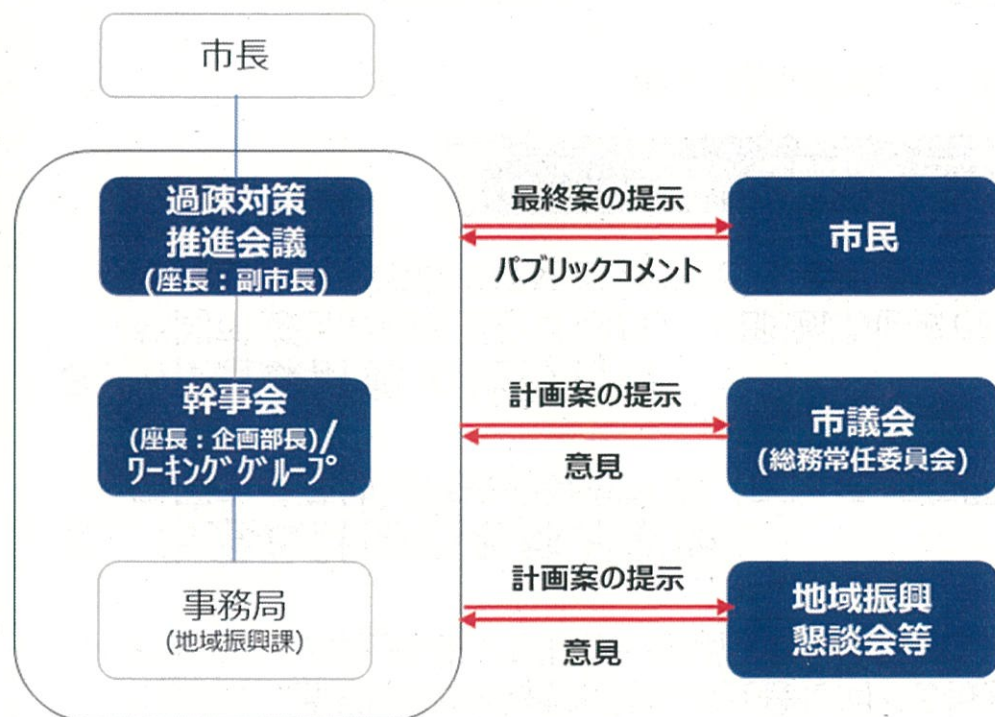 市長
過疎対策
推進会議
(座長：副市長)
最終案の提示
パブリックコメント
市民
幹事会
(座長：企画部長)/
ﾜｰｷﾝｸﾞｸﾞﾙｰﾌﾟ
計画案の提示
意見
市議会
(総務常任委員会)
事務局
(地域振興課)
計画案の提示
意見
地域振興
懇談会等